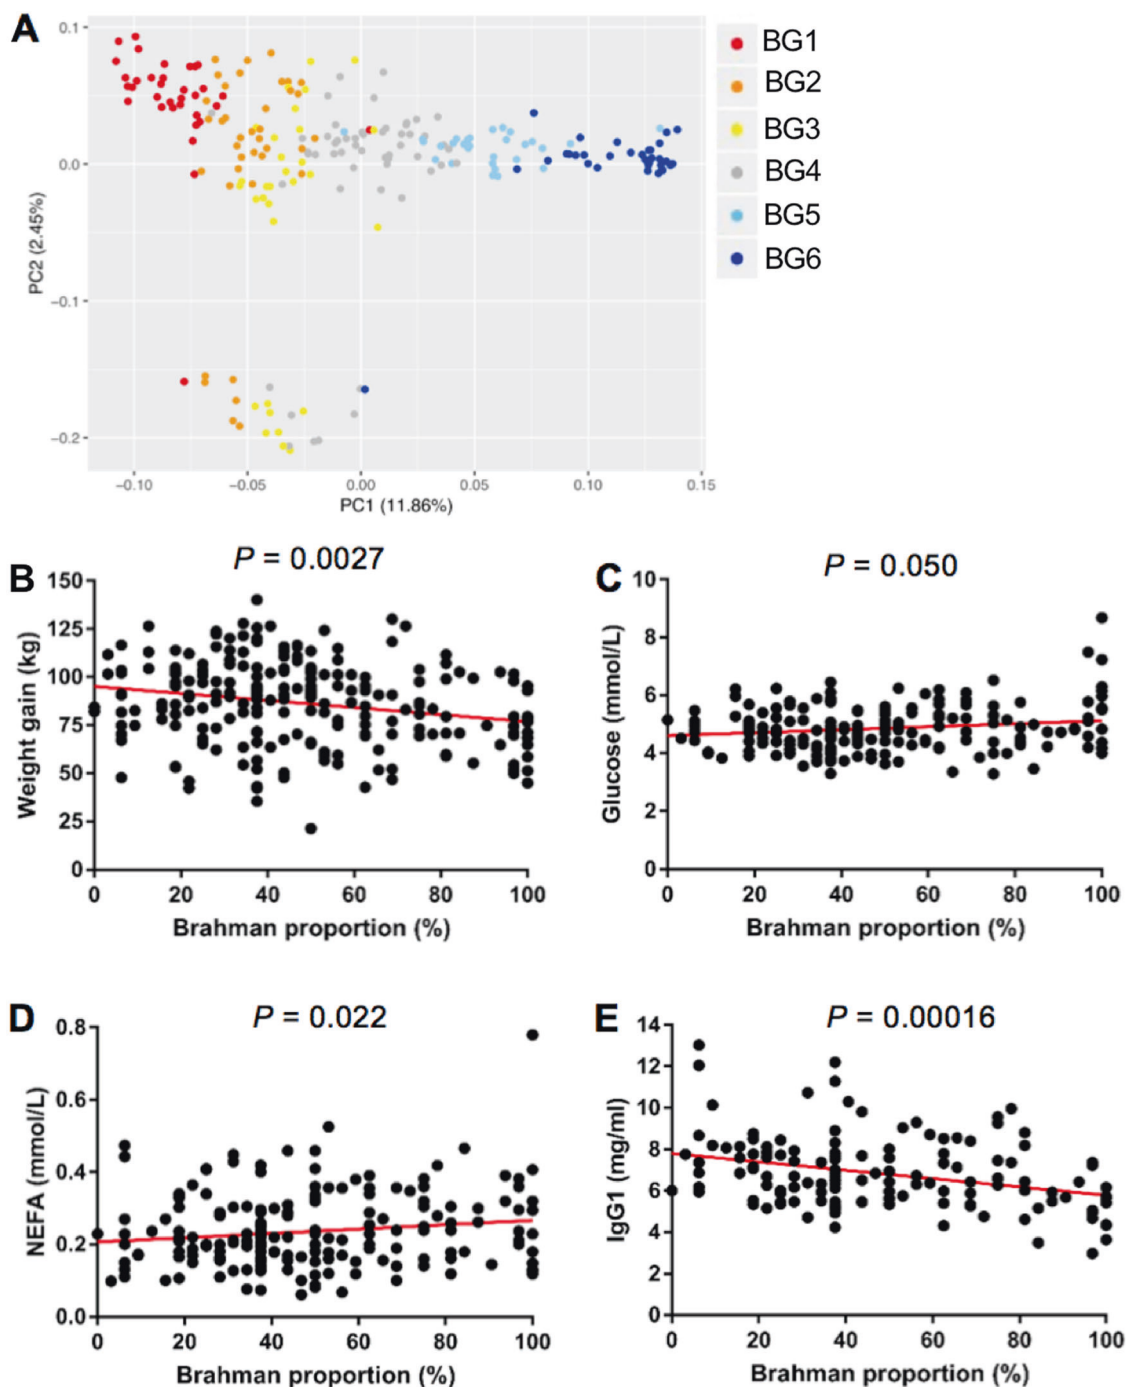 A
0.1
0.0
−0.1
−0.2
PC2 (2.45%)
−0.10
−0.05
0.00
0.05
0.10
0.15
PC1 (11.86%)
BG1
BG2
BG3
BG4
BG5
BG6
B
P = 0.0027
150
125
100
75
50
25
0
Weight gain (kg)
0
20
40
60
80
100
Brahman proportion (%)
C
P = 0.050
10
8
6
4
2
0
Glucose (mmol/L)
0
20
40
60
80
100
Brahman proportion (%)
D
P = 0.022
0.8
0.6
0.4
0.2
0.0
NEFA (mmol/L)
0
20
40
60
80
100
Brahman proportion (%)
E
P = 0.00016
14
12
10
8
6
4
2
0
IgG1 (mg/ml)
0
20
40
60
80
100
Brahman proportion (%)